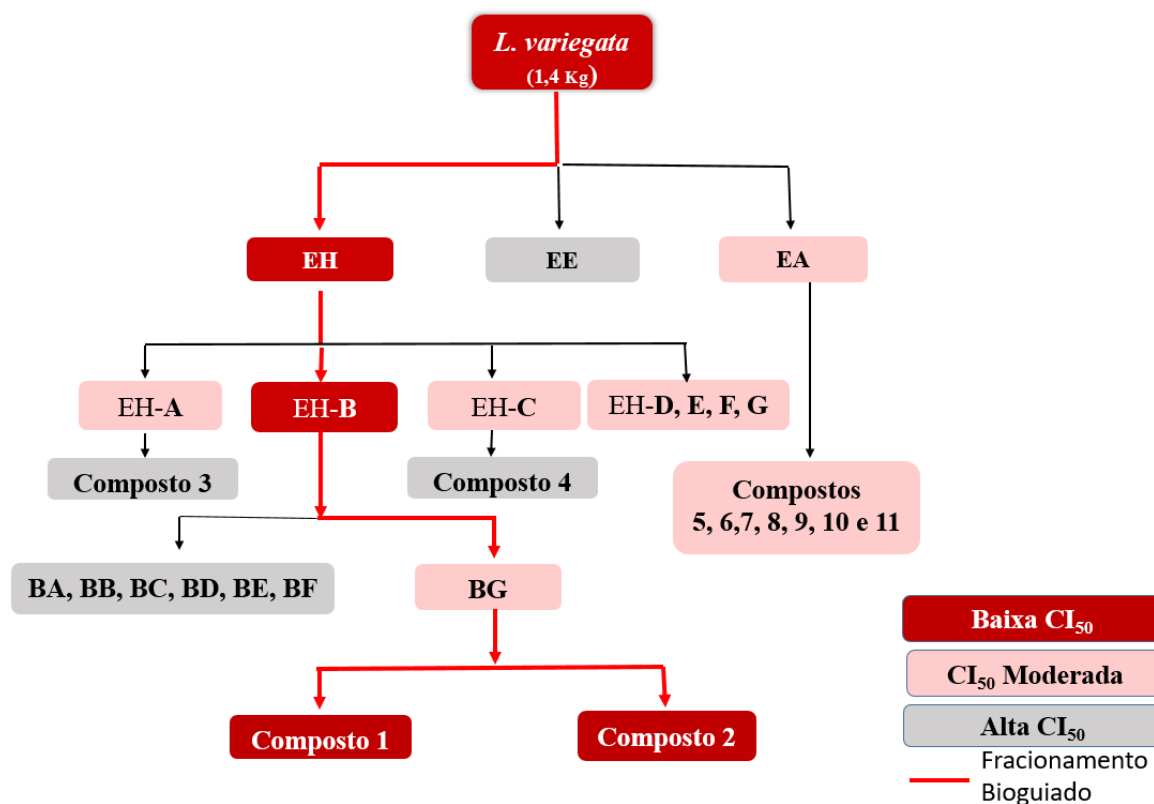 L. variegata
(1,4 Kg)
EH
EE
EA
EH-A
EH-B
EH-C
EH-D, E, F, G
Composto 3
Composto 4
Compostos
5, 6,7, 8, 9, 10 e 11
BA, BB, BC, BD, BE, BF
BG
Composto 1
Composto 2
Baixa CI₅₀
CI₅₀ Moderada
Alta CI₅₀
Fracionamento
Bioguiado